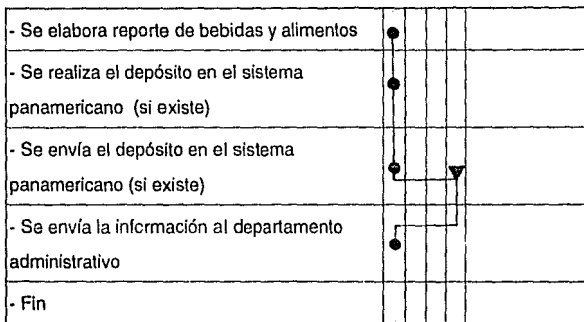 - Se elabora reporte de bebidas y alimentos
- Se realiza el depósito en el sistema
panamericano (si existe)
- Se envía el depósito en el sistema
panamericano (si existe)
- Se envía la información al departamento
administrativo
- Fin